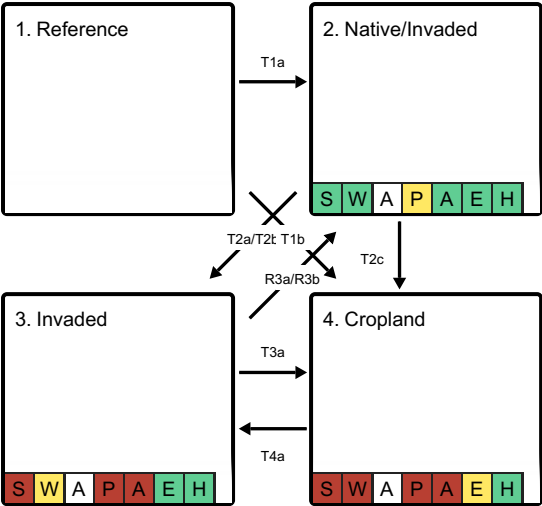 1. Reference
2. Native/Invaded
T1a
S W A P A E H
T2a/T2b T1b
T2c
R3a/R3b
3. Invaded
4. Cropland
T3a
T4a
S W A P A E H
S W A P A E H